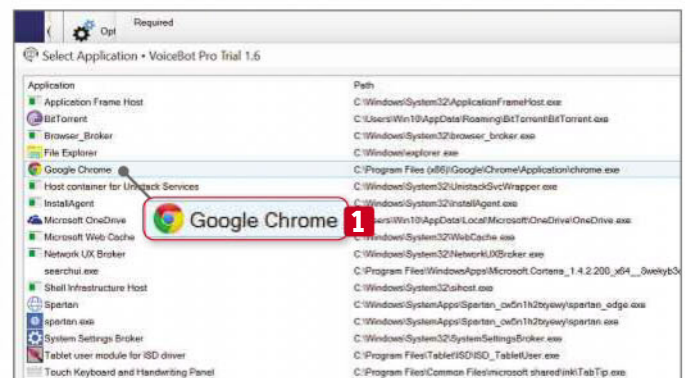 Opt
Required
Select Application • VoiceBot Pro Trial 1.6
Application Path
Application Frame Host C:\Windows\System32\ApplicationFrameHost.exe
BitTorrent C:\Users\Win10\AppData\Roaming\BitTorrent\BitTorrent.exe
Browser_Broker C:\Windows\System32\browser_broker.exe
File Explorer C:\Windows\explorer.exe
Google Chrome C:\Program Files (x86)\Google\Chrome\Application\chrome.exe
Host container for Unistack Services C:\Windows\System32\UnistackSvcWrapper.exe
InstallAgent C:\Windows\System32\InstallAgent.exe
Google Chrome 1
Microsoft OneDrive ers\Win10\AppData\Local\Microsoft\OneDrive\OneDrive.exe
Microsoft Web Cache C:\Windows\System32\WebCache.exe
Network UX Broker C:\Windows\System32\NetworkUXBroker.exe
searchui.exe C:\Program Files\WindowsApps\Microsoft.Cortana_1.4.2.200_x64__8wekyb3
Shell Infrastructure Host C:\Windows\System32\sihost.exe
Spartan C:\Windows\SystemApps\Spartan_cw5n1h2txyewy\spartan_edge.exe
spartan.exe C:\Windows\SystemApps\Spartan_cw5n1h2txyewy\spartan.exe
System Settings Broker C:\Windows\System32\SystemSettingsBroker.exe
Tablet user module for ISD driver C:\Program Files\Tablet\ISD\ISD_TabletUser.exe
Touch Keyboard and Handwriting Panel C:\Program Files\Common Files\microsoft shared\ink\TabTip.exe